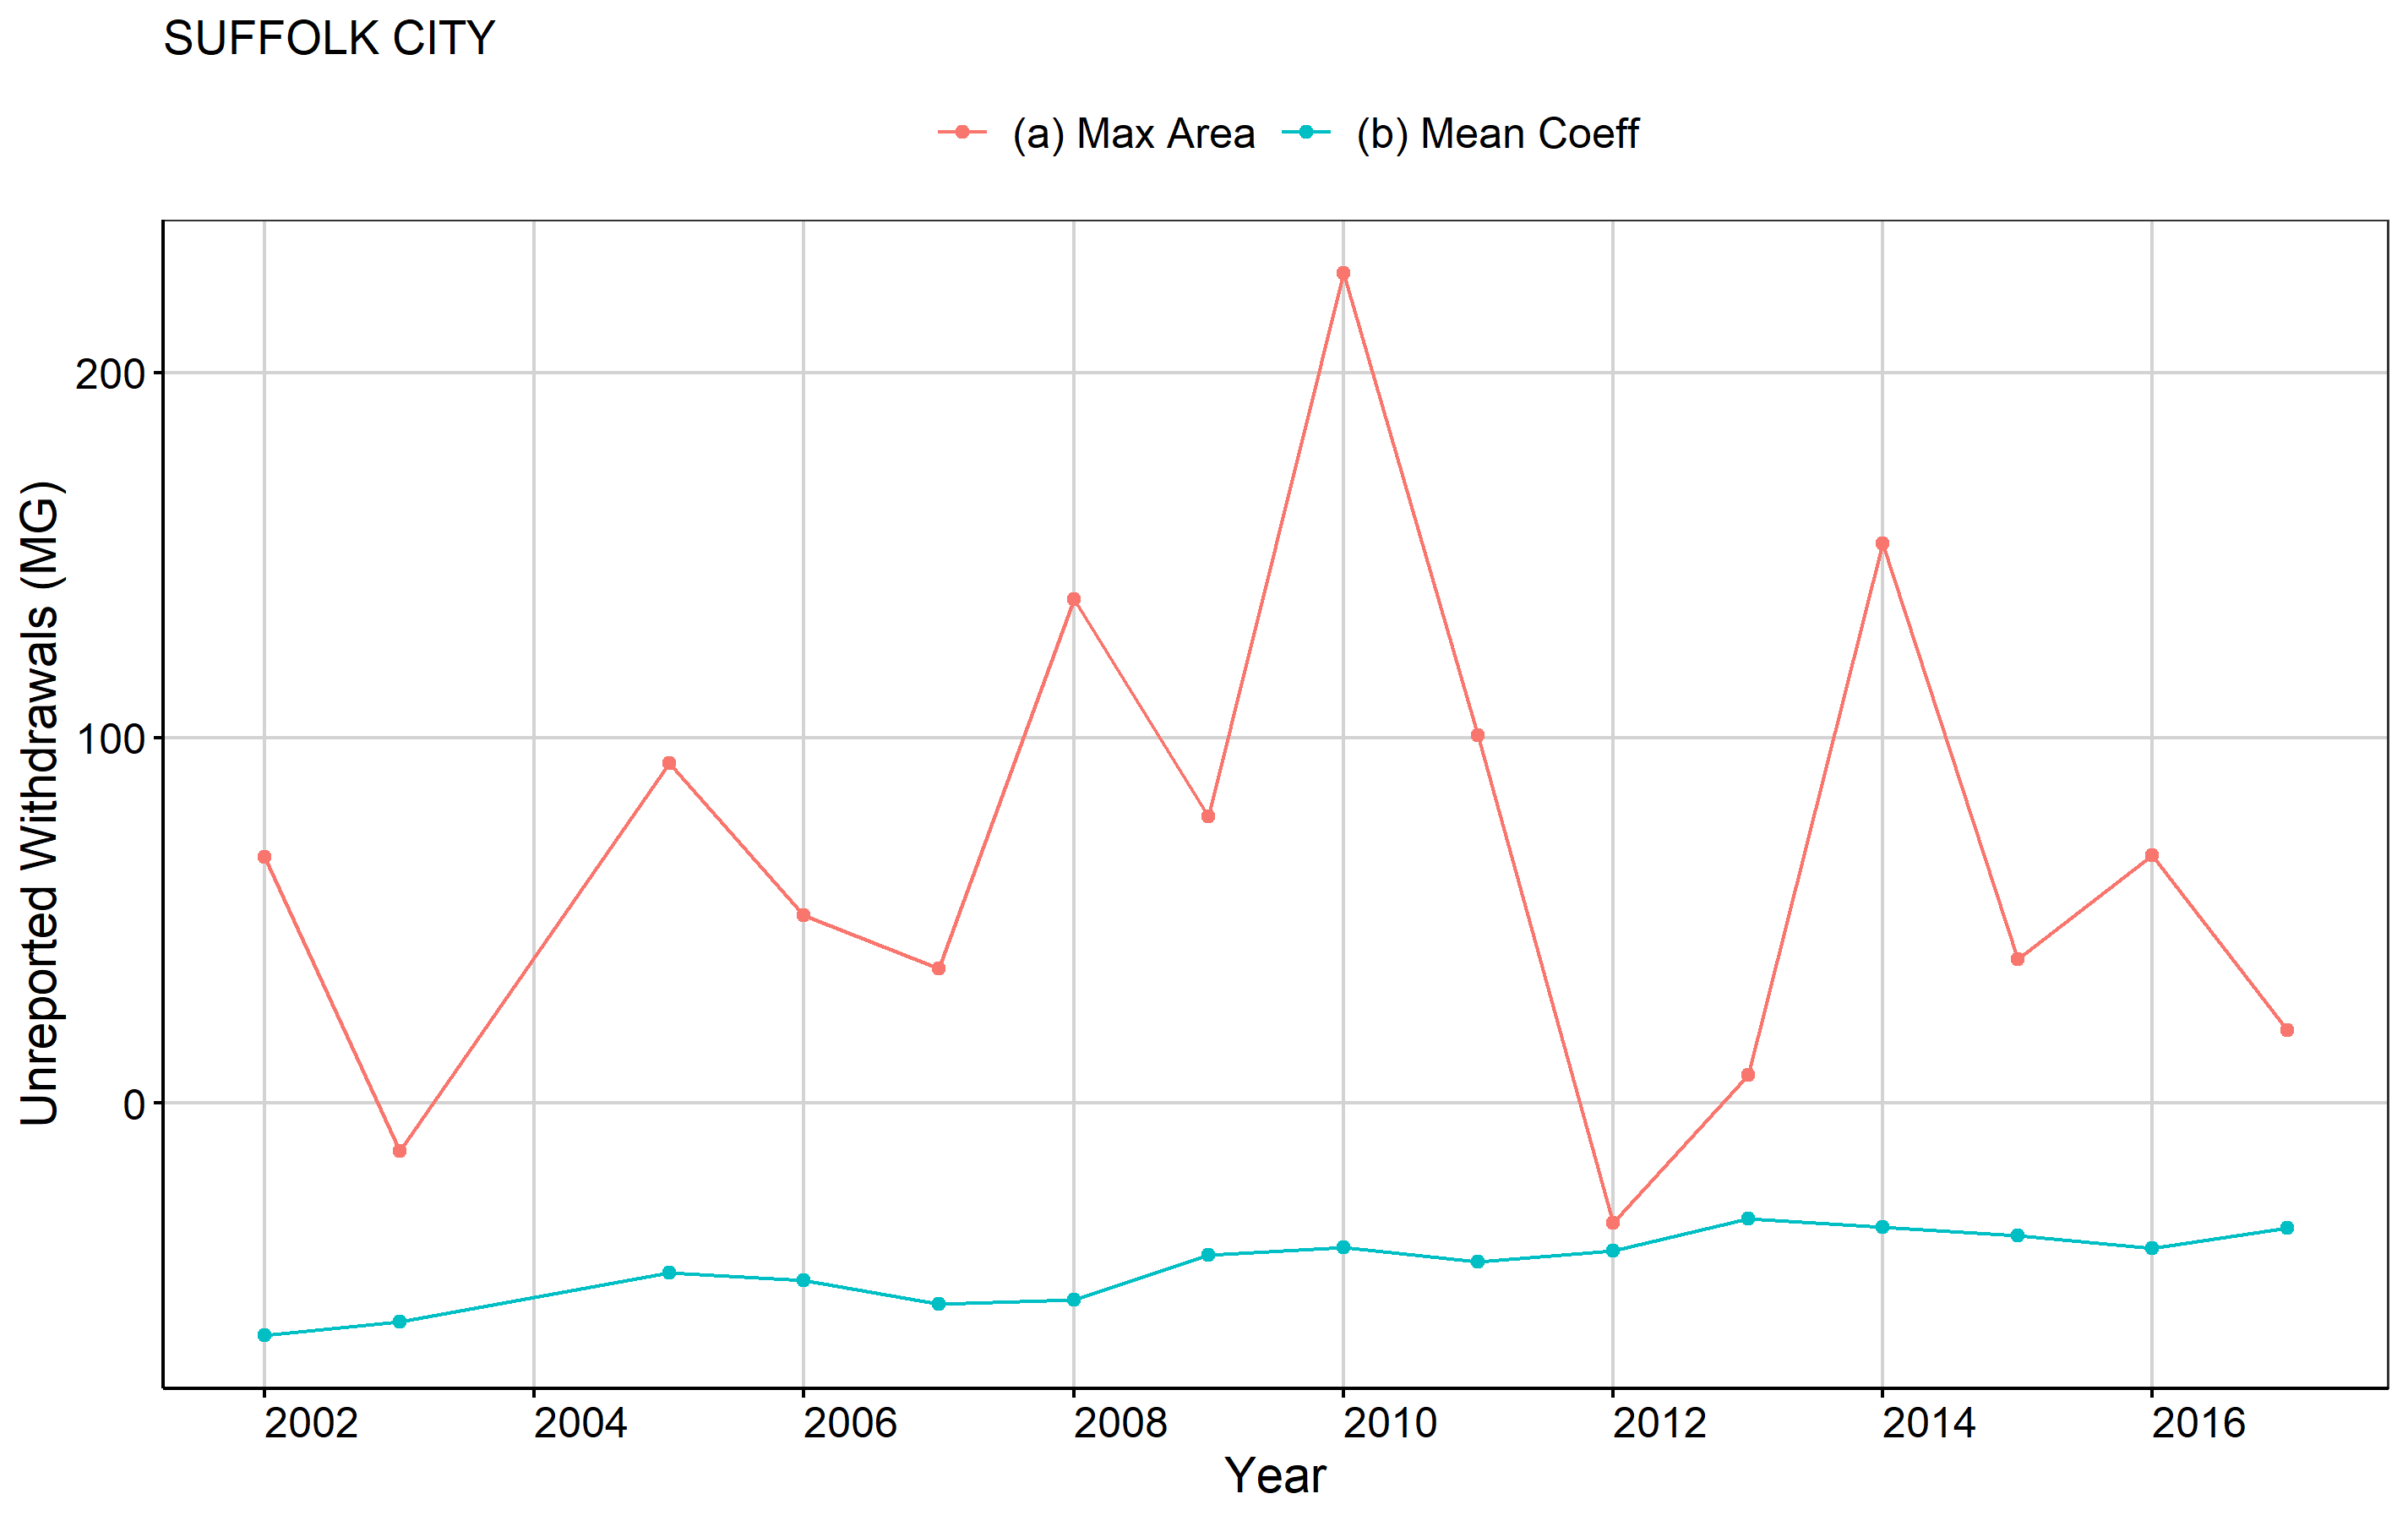 SUFFOLK CITY
(a) Max Area (b) Mean Coeff
Unreported Withdrawals (MG)
200
100
0
2002 2004 2006 2008 2010 2012 2014 2016
Year